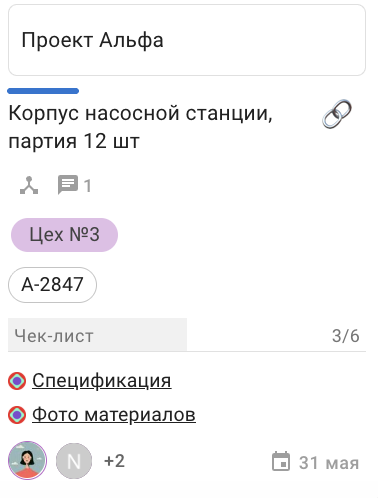 Проект Альфа
Корпус насосной станции,
партия 12 шт
1
Цех №3
А-2847
Чек-лист 3/6
Спецификация
Фото материалов
N +2 31 мая